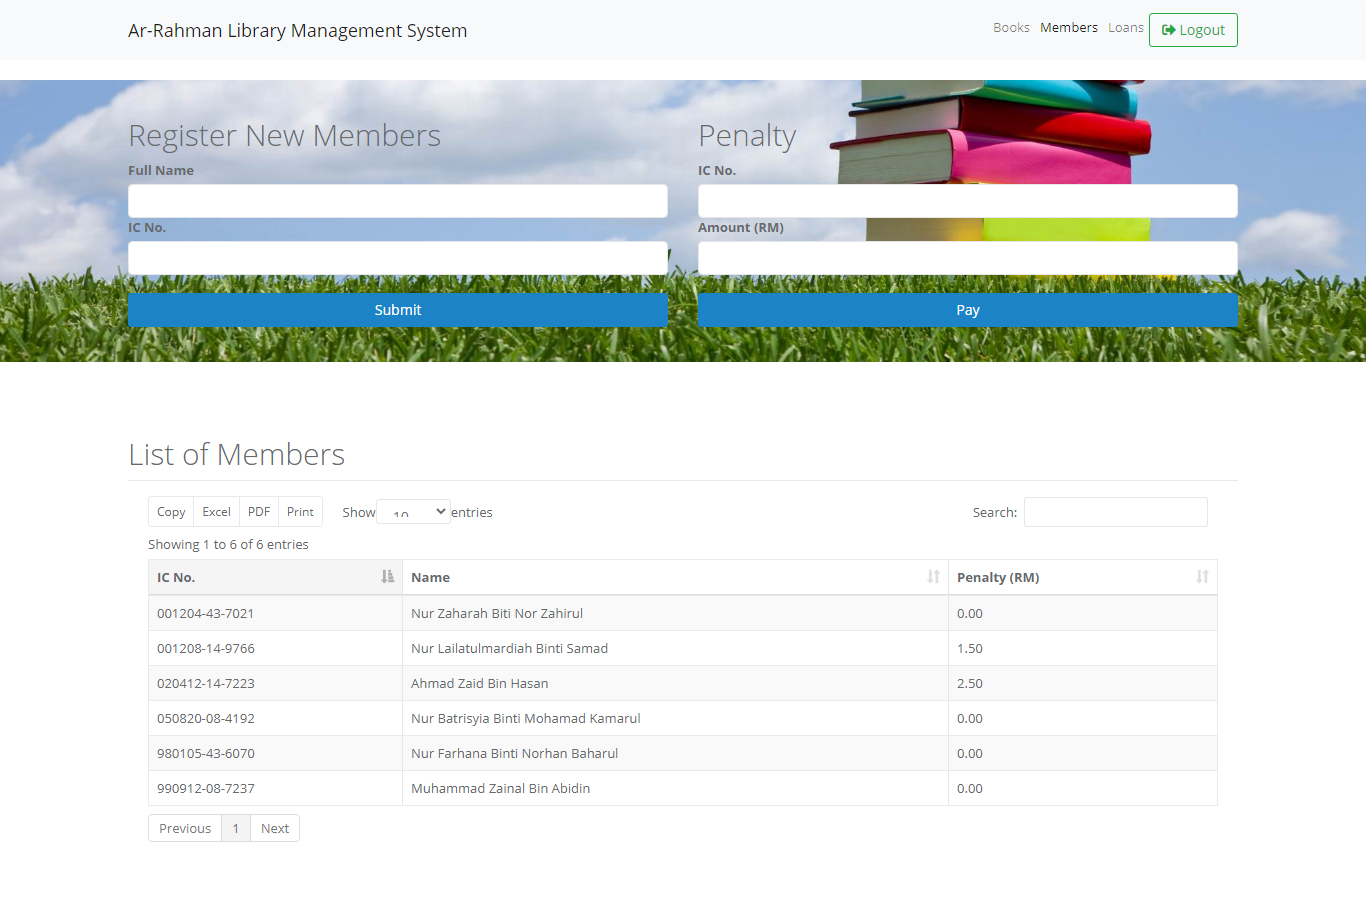 Ar-Rahman Library Management System
Books Members Loans Logout
Register New Members
Full Name
IC No.
Submit
Penalty
IC No.
Amount (RM)
Pay
List of Members
Copy Excel PDF Print Show 10 entries Search:
Showing 1 to 6 of 6 entries
IC No. Name Penalty (RM)
001204-43-7021 Nur Zaharah Biti Nor Zahirul 0.00
001208-14-9766 Nur Lailatulmardiah Binti Samad 1.50
020412-14-7223 Ahmad Zaid Bin Hasan 2.50
050820-08-4192 Nur Batrisyia Binti Mohamad Kamarul 0.00
980105-43-6070 Nur Farhana Binti Norhan Baharul 0.00
990912-08-7237 Muhammad Zainal Bin Abidin 0.00
Previous 1 Next